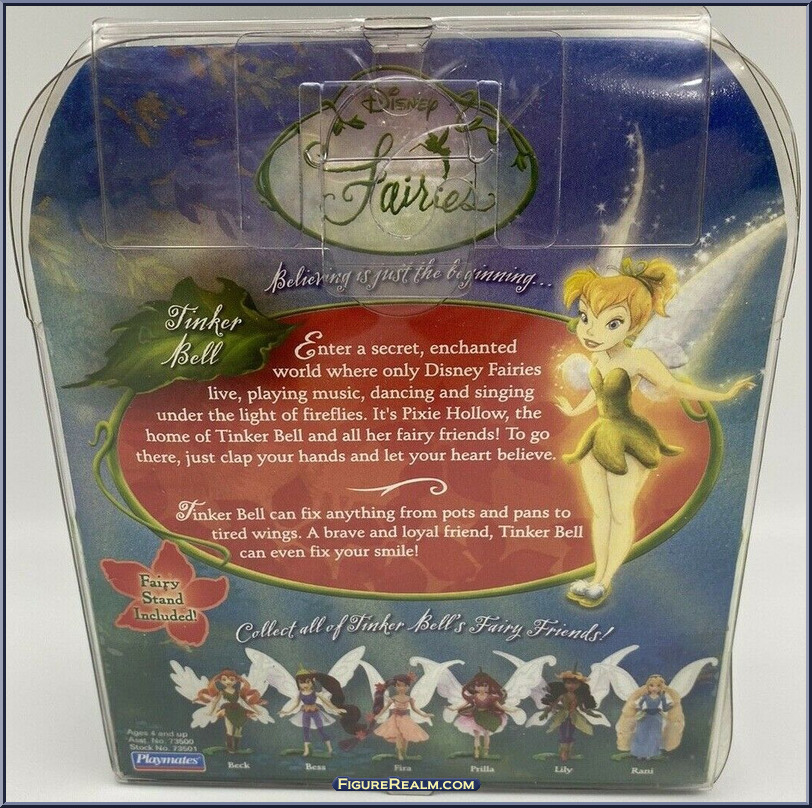 Disney
Fairies
Believing is just the beginning...
Tinker
Bell
Enter a secret, enchanted
world where only Disney Fairies
live, playing music, dancing and singing
under the light of fireflies. It's Pixie Hollow, the
home of Tinker Bell and all her fairy friends! To go
there, just clap your hands and let your heart believe.
Tinker Bell can fix anything from pots and pans to
tired wings. A brave and loyal friend, Tinker Bell
can even fix your smile!
Fairy
Stand
Included!
Collect all of Tinker Bell's Fairy Friends!
Ages 4 and up
Asst. No. 73500
Stock No. 73501
Playmates
Beck Bess Fira Prilla Lily Rani
FigureRealm.com